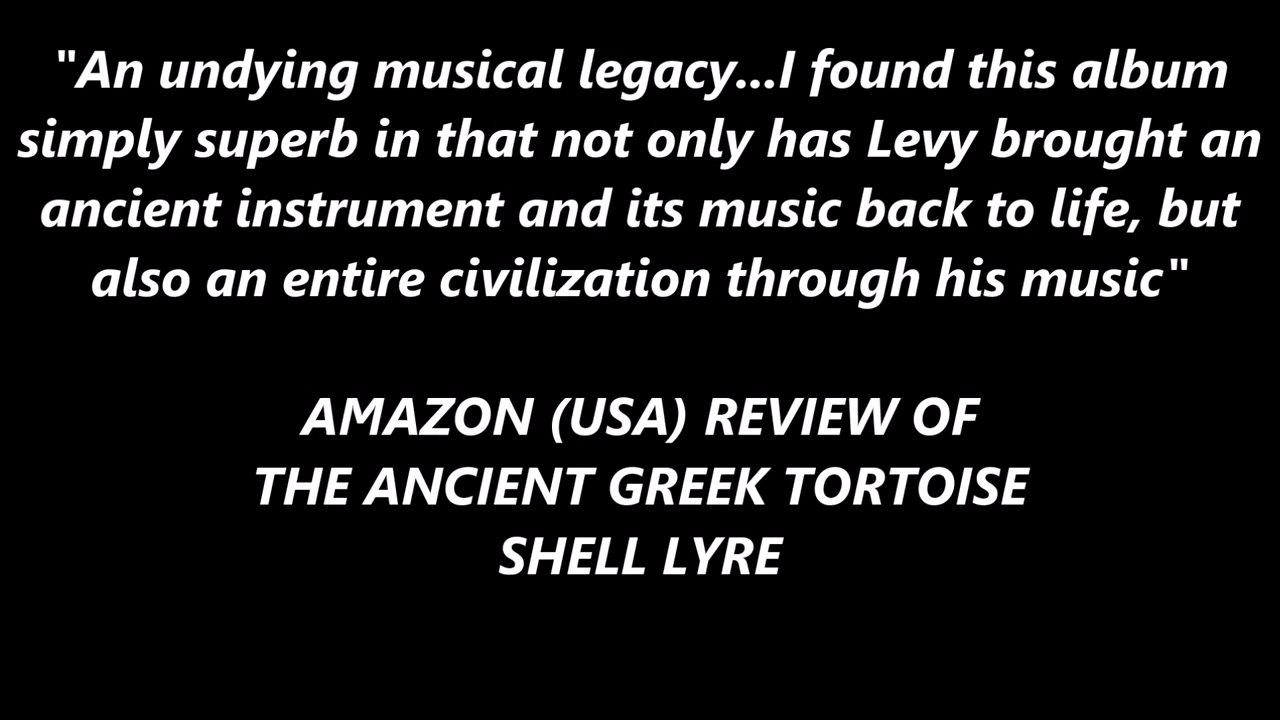 "An undying musical legacy...I found this album
simply superb in that not only has Levy brought an
ancient instrument and its music back to life, but
also an entire civilization through his music"
AMAZON (USA) REVIEW OF
THE ANCIENT GREEK TORTOISE
SHELL LYRE